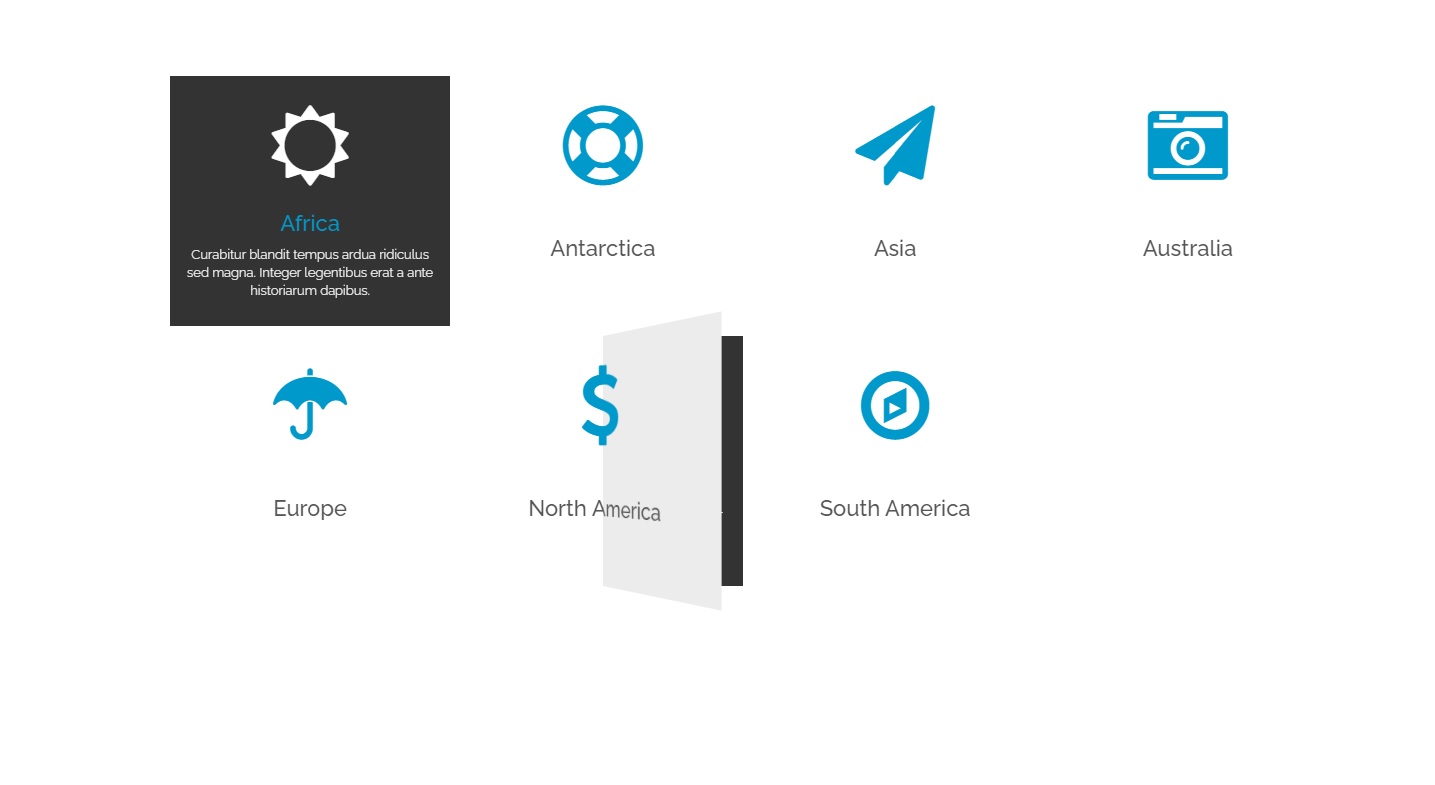 Africa
Curabitur blandit tempus ardua ridiculus
sed magna. Integer legentibus erat a ante
historiarum dapibus.
Antarctica
Asia
Australia
Europe
North America
South America